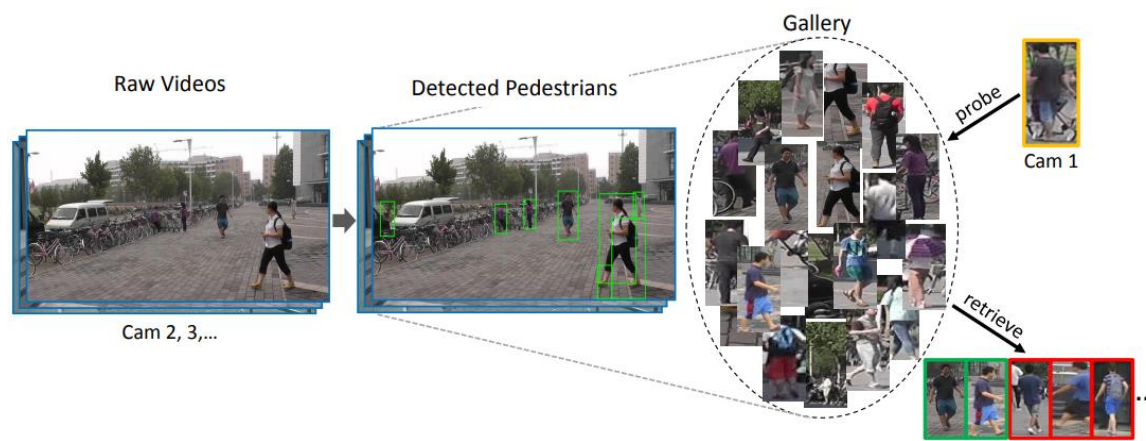 Gallery
Raw Videos
Detected Pedestrians
probe
Cam 1
Cam 2, 3,...
retrieve
...